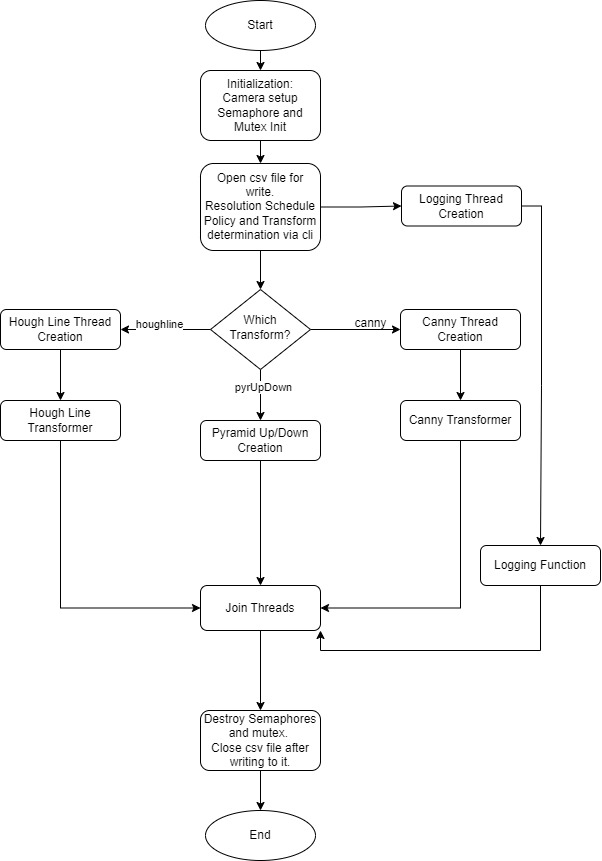 Start
Initialization:
Camera setup
Semaphore and
Mutex Init
Open csv file for
write.
Resolution Schedule
Policy and Transform
determination via cli
Logging Thread
Creation
Which
Transform?
houghline
canny
pyrUpDown
Hough Line Thread
Creation
Canny Thread
Creation
Hough Line
Transformer
Pyramid Up/Down
Creation
Canny Transformer
Logging Function
Join Threads
Destroy Semaphores
and mutex.
Close csv file after
writing to it.
End